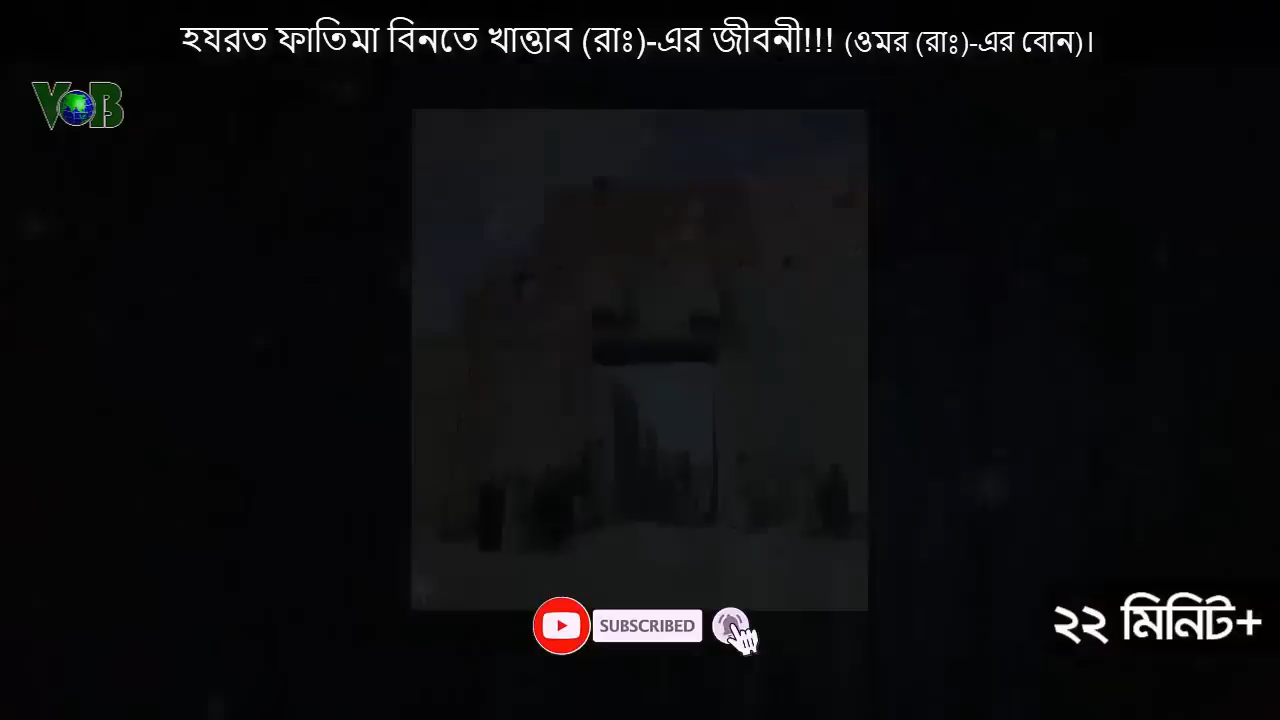 হযরত ফাতিমা বিনতে খাত্তাব (রাঃ)-এর জীবনী!!! (ওমর (রাঃ)-এর বোন)।
VOB
SUBSCRIBED
২২ মিনিট+